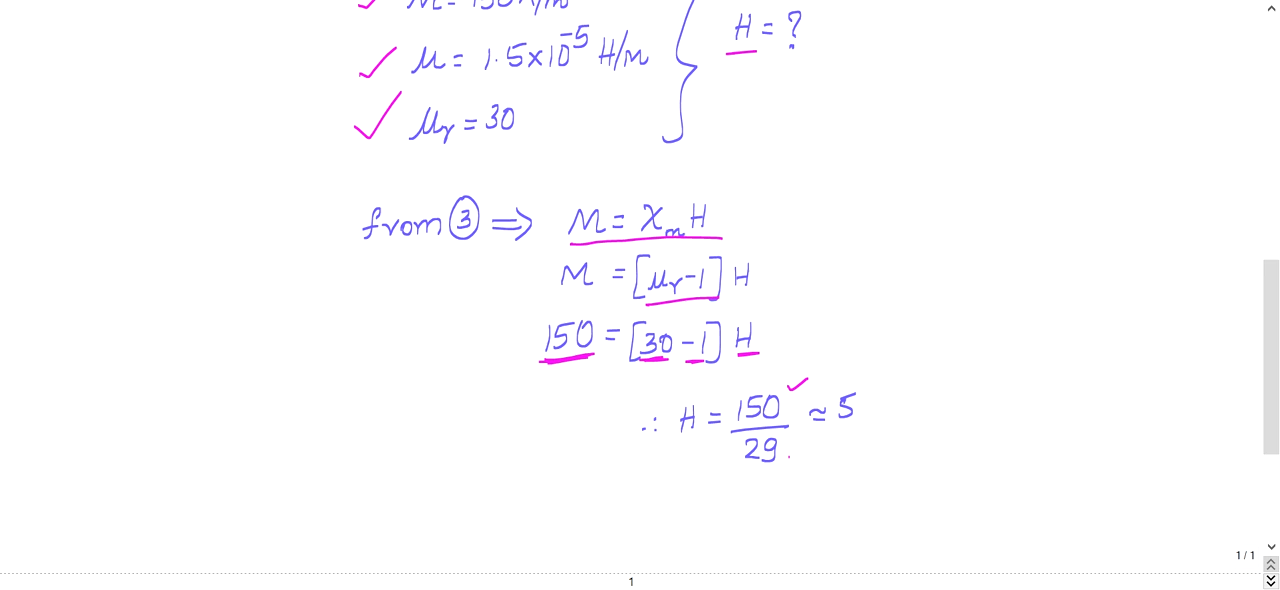 M = 150 A/m
μ = 1.5×10⁻⁵ H/m
H = ?
μᵣ = 30
from ③ ⟹ M = χₘ H
M = [μᵣ-1] H
150 = [30-1] H
∴ H = 150/29 ≈ 5
1 / 1
1